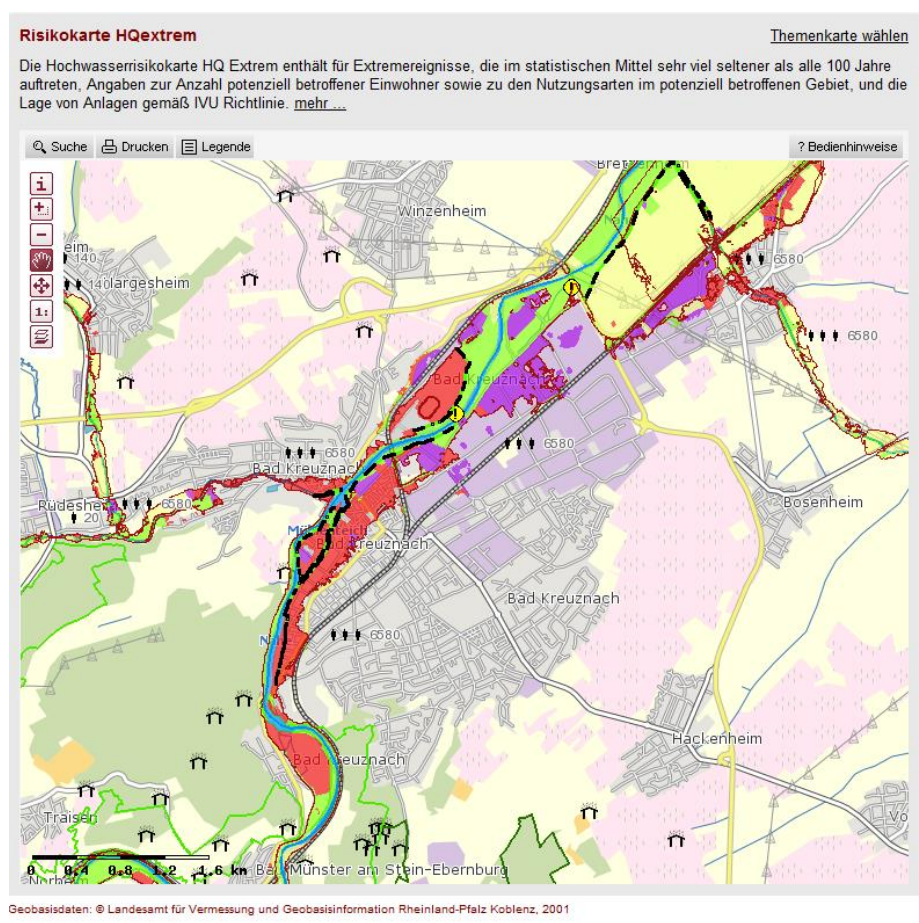 Risikokarte HQextrem
Themenkarte wählen
Die Hochwasserrisikokarte HQ Extrem enthält für Extremereignisse, die im statistischen Mittel sehr viel seltener als alle 100 Jahre
auftreten, Angaben zur Anzahl potenziell betroffener Einwohner sowie zu den Nutzungsarten im potenziell betroffenen Gebiet, und die
Lage von Anlagen gemäß IVU Richtlinie. mehr ...
Suche Drucken Legende
? Bedienhinweise
Winzenheim
eim
140
140
largesheim
6580
6580
Bad Kreuznach
6580
6580
Bad Kreuznach
Rüdeshe
6580
20
Bosenheim
Bad Kreuznach
Bad Kreuznach
6580
Hackenheim
Bad Kreuznach
Traisen
Vo
0 0,4 0,8 1,2 1,6 km
Ba Münster am Stein-Ebernburg
Norheim
Geobasisdaten: © Landesamt für Vermessung und Geobasisinformation Rheinland-Pfalz Koblenz, 2001